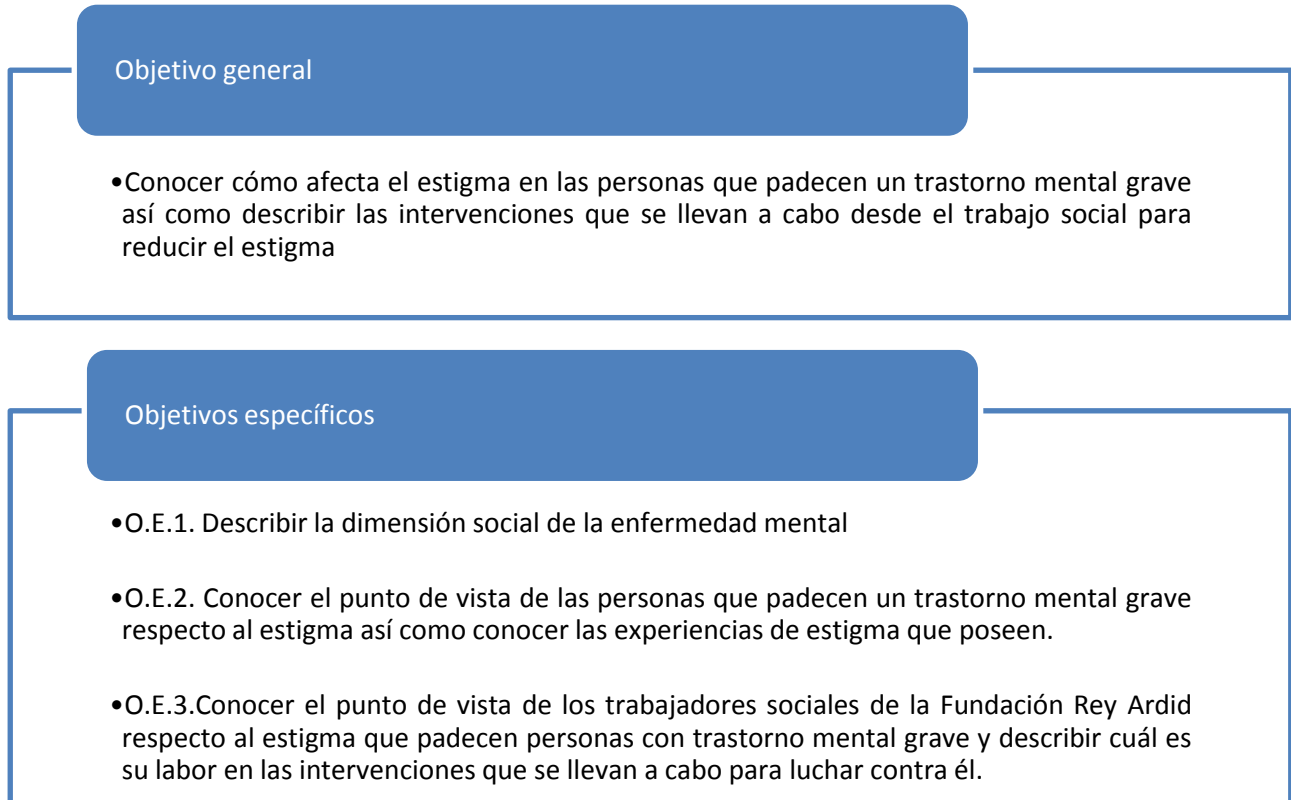 Objetivo general
•Conocer cómo afecta el estigma en las personas que padecen un trastorno mental grave
así como describir las intervenciones que se llevan a cabo desde el trabajo social para
reducir el estigma
Objetivos específicos
•O.E.1. Describir la dimensión social de la enfermedad mental
•O.E.2. Conocer el punto de vista de las personas que padecen un trastorno mental grave
respecto al estigma así como conocer las experiencias de estigma que poseen.
•O.E.3.Conocer el punto de vista de los trabajadores sociales de la Fundación Rey Ardid
respecto al estigma que padecen personas con trastorno mental grave y describir cuál es
su labor en las intervenciones que se llevan a cabo para luchar contra él.